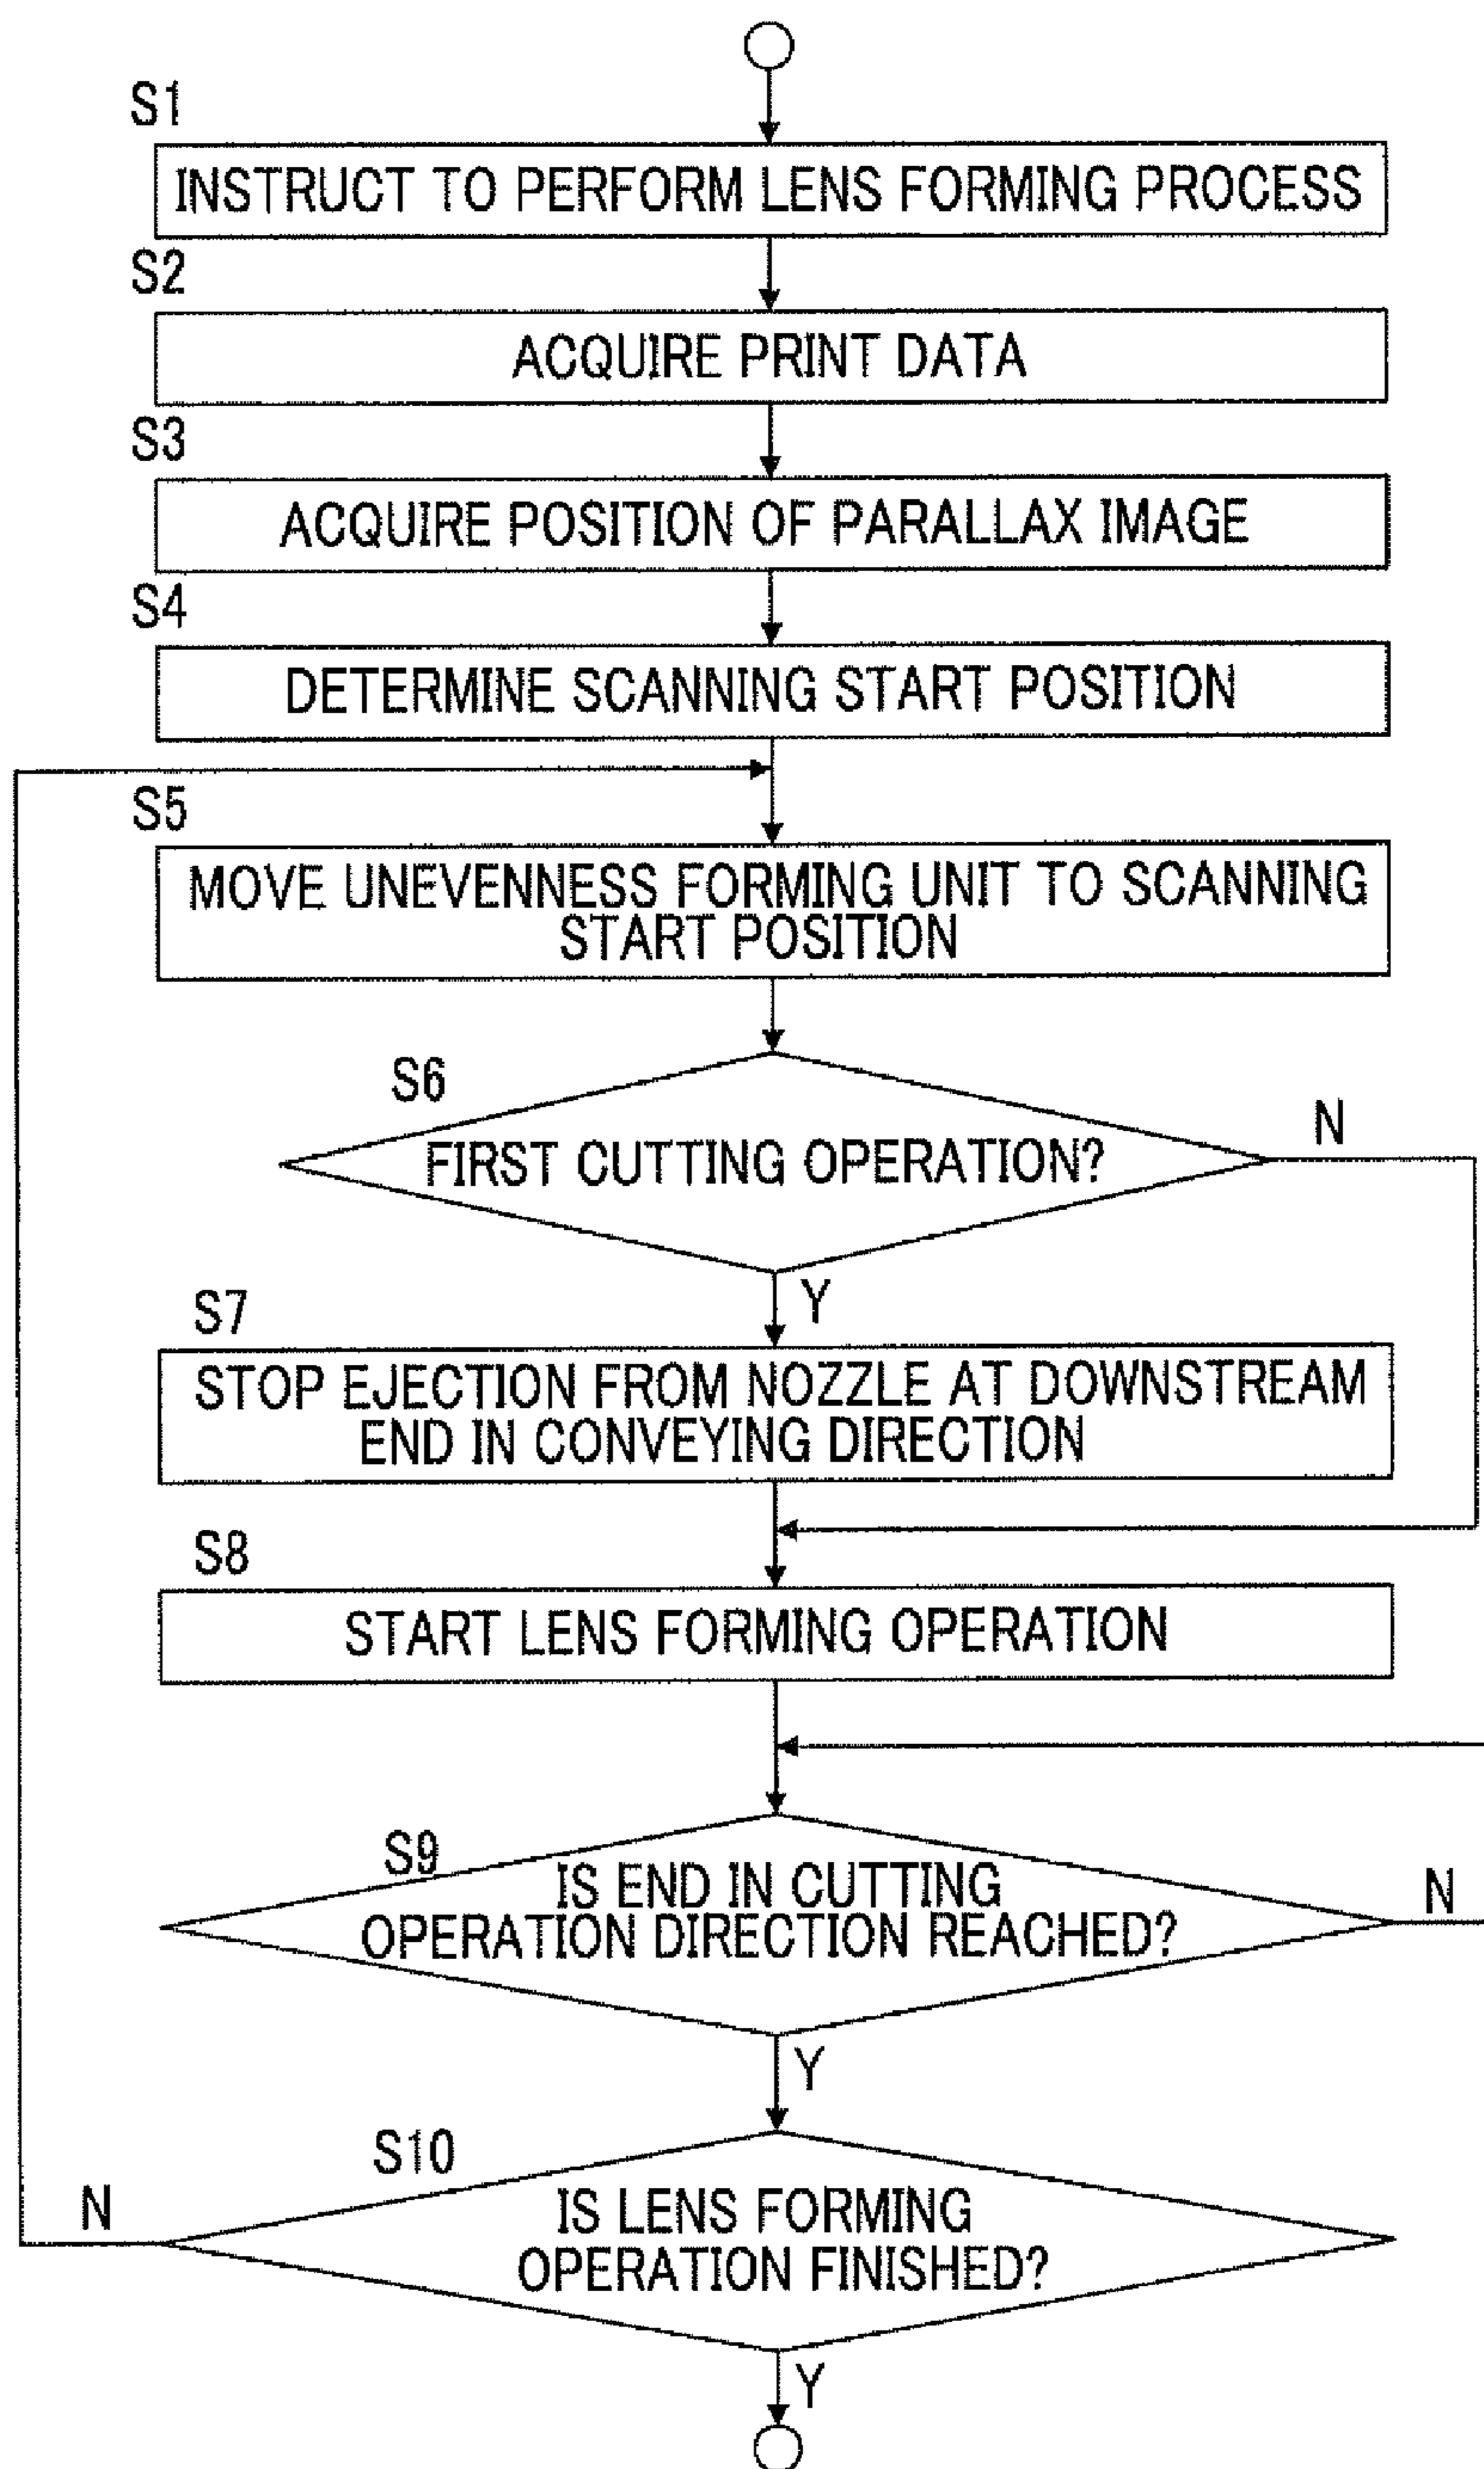 S1
INSTRUCT TO PERFORM LENS FORMING PROCESS
S2
ACQUIRE PRINT DATA
S3
ACQUIRE POSITION OF PARALLAX IMAGE
S4
DETERMINE SCANNING START POSITION
S5
MOVE UNEVENNESS FORMING UNIT TO SCANNING
START POSITION
S6
FIRST CUTTING OPERATION?
N
Y
S7
STOP EJECTION FROM NOZZLE AT DOWNSTREAM
END IN CONVEYING DIRECTION
S8
START LENS FORMING OPERATION
S9
IS END IN CUTTING
OPERATION DIRECTION REACHED?
N
Y
S10
IS LENS FORMING
OPERATION FINISHED?
N
Y